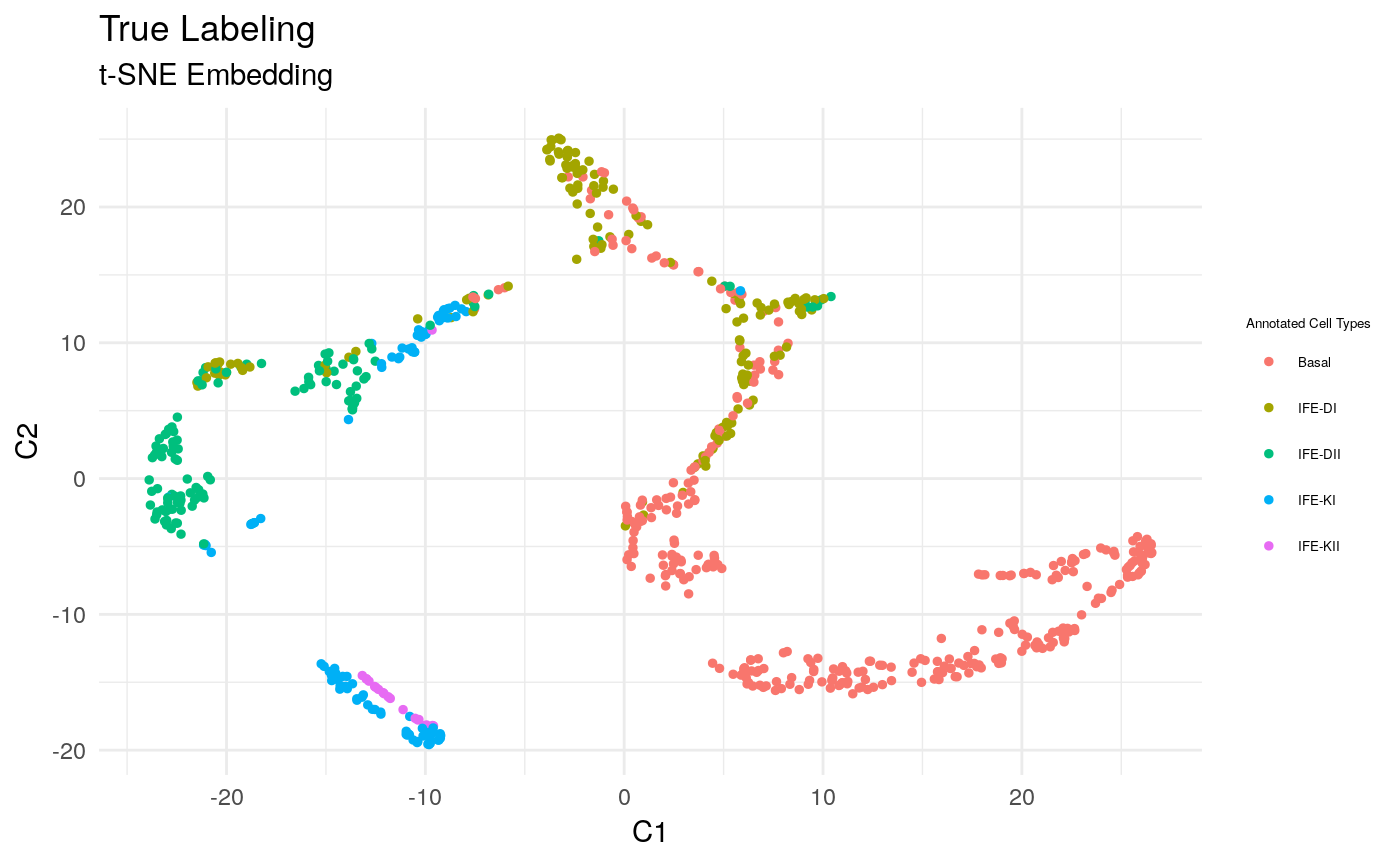 True Labeling
t-SNE Embedding
C2
20
10
0
-10
-20
-20
-10
0
10
20
C1
Annotated Cell Types
Basal
IFE-DI
IFE-DII
IFE-KI
IFE-KII